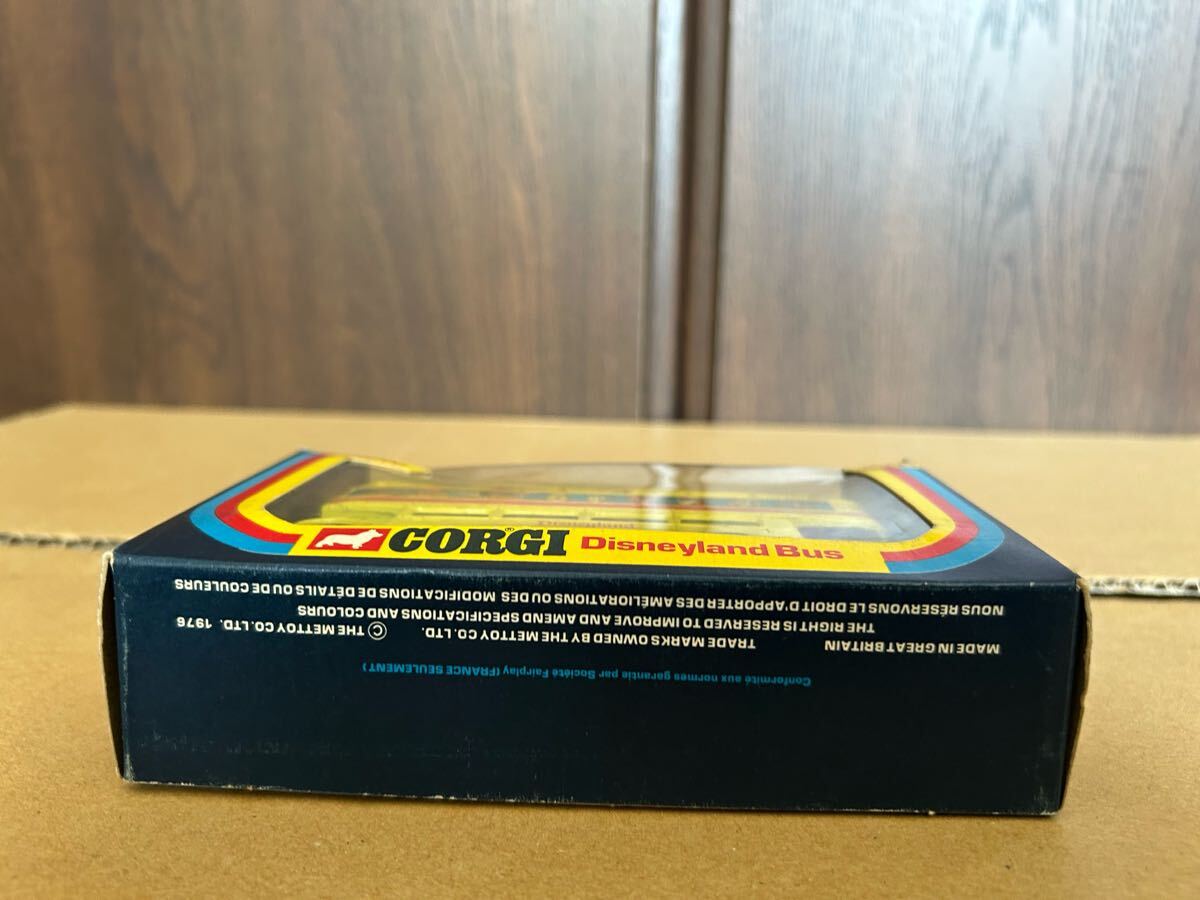 CORGI® Disneyland Bus
Conformité aux normes garantie par Société Fairplay (FRANCE SEULEMENT)
MADE IN GREAT BRITAIN TRADE MARKS OWNED BY THE METTOY CO. LTD. © THE METTOY CO. LTD. 1976
THE RIGHT IS RESERVED TO IMPROVE AND AMEND SPECIFICATIONS AND COLOURS
NOUS RÉSERVONS LE DROIT D'APPORTER DES AMÉLIORATIONS OU DES MODIFICATIONS DE DÉTAILS OU DE COULEURS